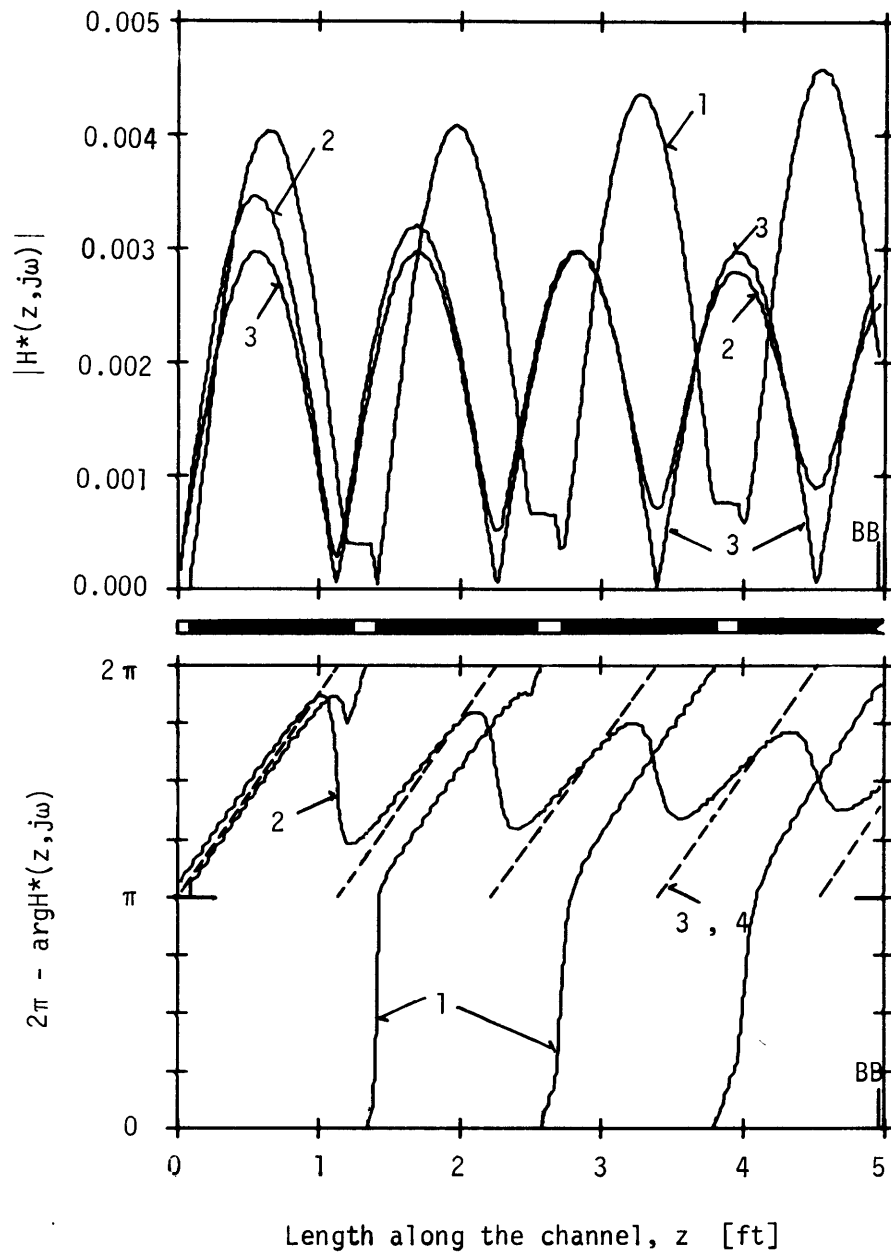 0.005
0.004
0.003
0.002
0.001
0.000
|H*(z,jω)|
2
1
3
3
2
3
BB
2π
π
0
2π - argH*(z,jω)
2
3 , 4
1
BB
0
1
2
3
4
5
Length along the channel, z [ft]